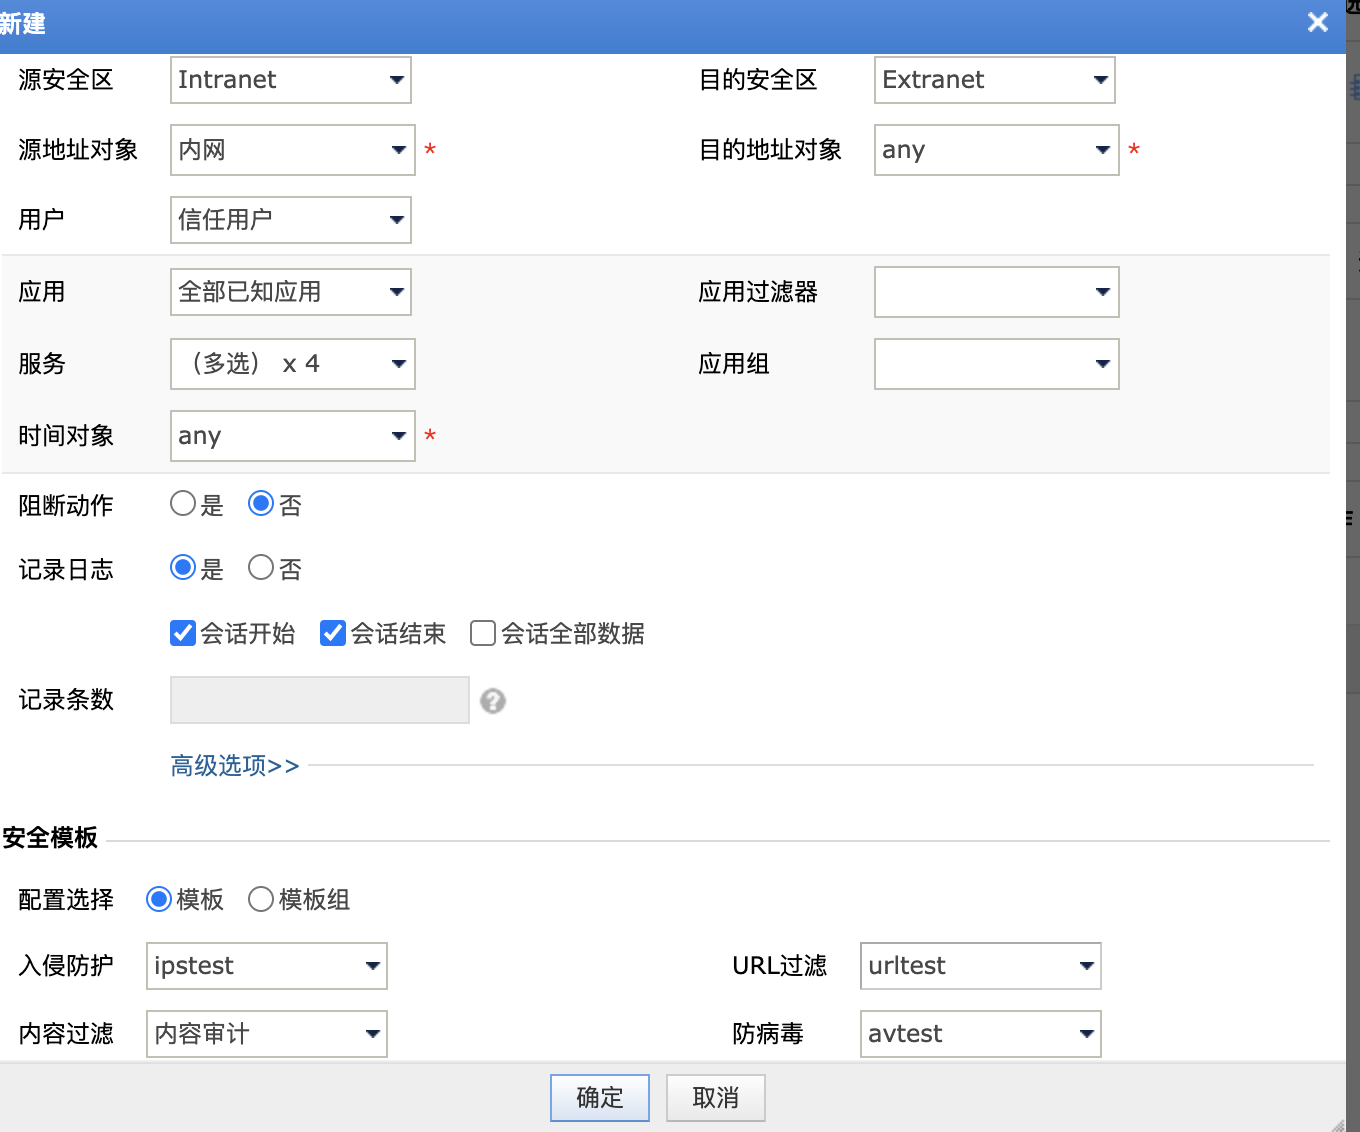 新建
源安全区 Intranet 目的安全区 Extranet
源地址对象 内网 * 目的地址对象 any *
用户 信任用户
应用 全部已知应用 应用过滤器
服务 （多选） x 4 应用组
时间对象 any *
阻断动作 是 否
记录日志 是 否
会话开始 会话结束 会话全部数据
记录条数 ?
高级选项>>
安全模板
配置选择 模板 模板组
入侵防护 ipstest URL过滤 urltest
内容过滤 内容审计 防病毒 avtest
确定 取消